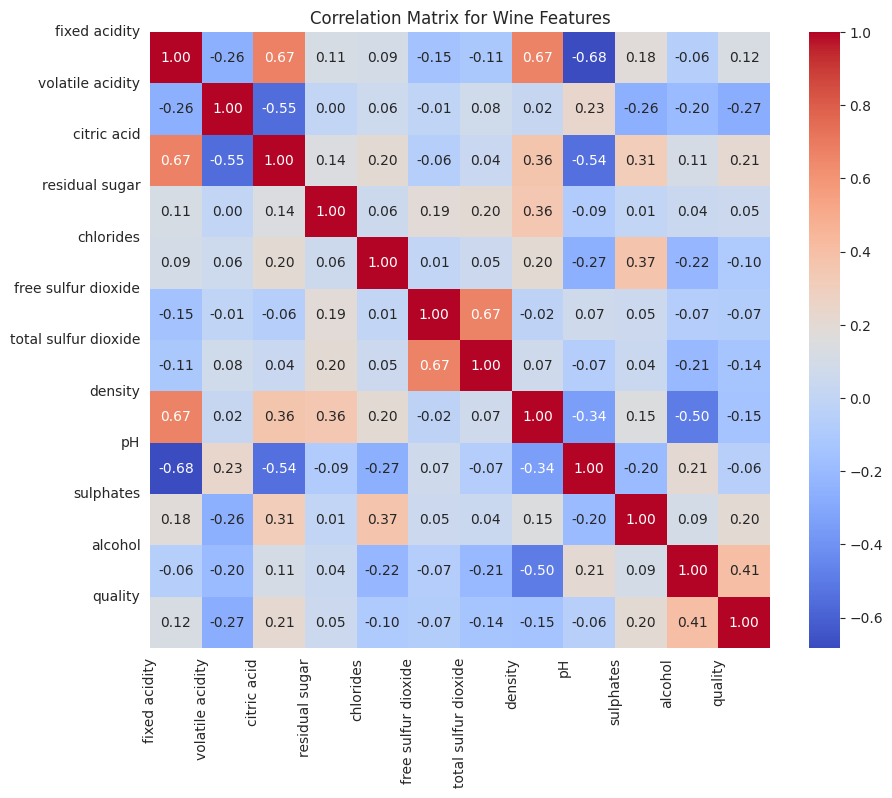 Correlation Matrix for Wine Features
fixed acidity
1.00 -0.26 0.67 0.11 0.09 -0.15 -0.11 0.67 -0.68 0.18 -0.06 0.12
volatile acidity
-0.26 1.00 -0.55 0.00 0.06 -0.01 0.08 0.02 0.23 -0.26 -0.20 -0.27
citric acid
0.67 -0.55 1.00 0.14 0.20 -0.06 0.04 0.36 -0.54 0.31 0.11 0.21
residual sugar
0.11 0.00 0.14 1.00 0.06 0.19 0.20 0.36 -0.09 0.01 0.04 0.05
chlorides
0.09 0.06 0.20 0.06 1.00 0.01 0.05 0.20 -0.27 0.37 -0.22 -0.10
free sulfur dioxide
-0.15 -0.01 -0.06 0.19 0.01 1.00 0.67 -0.02 0.07 0.05 -0.07 -0.07
total sulfur dioxide
-0.11 0.08 0.04 0.20 0.05 0.67 1.00 0.07 -0.07 0.04 -0.21 -0.14
density
0.67 0.02 0.36 0.36 0.20 -0.02 0.07 1.00 -0.34 0.15 -0.50 -0.15
pH
-0.68 0.23 -0.54 -0.09 -0.27 0.07 -0.07 -0.34 1.00 -0.20 0.21 -0.06
sulphates
0.18 -0.26 0.31 0.01 0.37 0.05 0.04 0.15 -0.20 1.00 0.09 0.20
alcohol
-0.06 -0.20 0.11 0.04 -0.22 -0.07 -0.21 -0.50 0.21 0.09 1.00 0.41
quality
0.12 -0.27 0.21 0.05 -0.10 -0.07 -0.14 -0.15 -0.06 0.20 0.41 1.00
fixed acidity
volatile acidity
citric acid
residual sugar
chlorides
free sulfur dioxide
total sulfur dioxide
density
pH
sulphates
alcohol
quality
1.0
0.8
0.6
0.4
0.2
0.0
−0.2
−0.4
−0.6